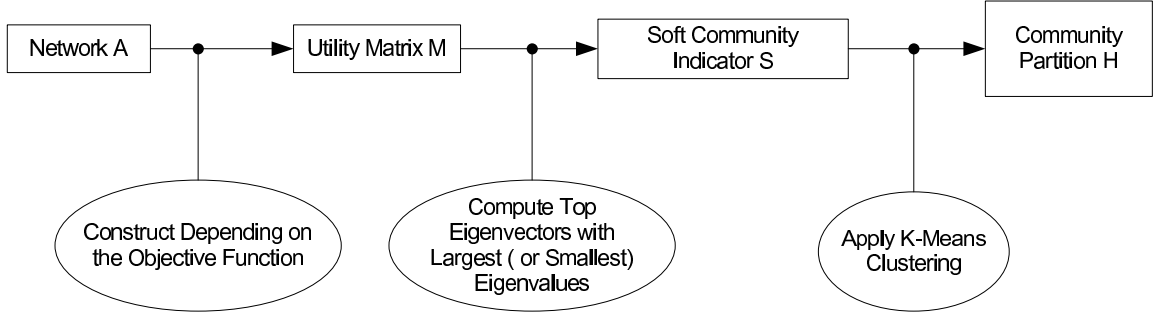 Network A
Utility Matrix M
Soft Community
Indicator S
Community
Partition H
Construct Depending on
the Objective Function
Compute Top
Eigenvectors with
Largest ( or Smallest)
Eigenvalues
Apply K-Means
Clustering